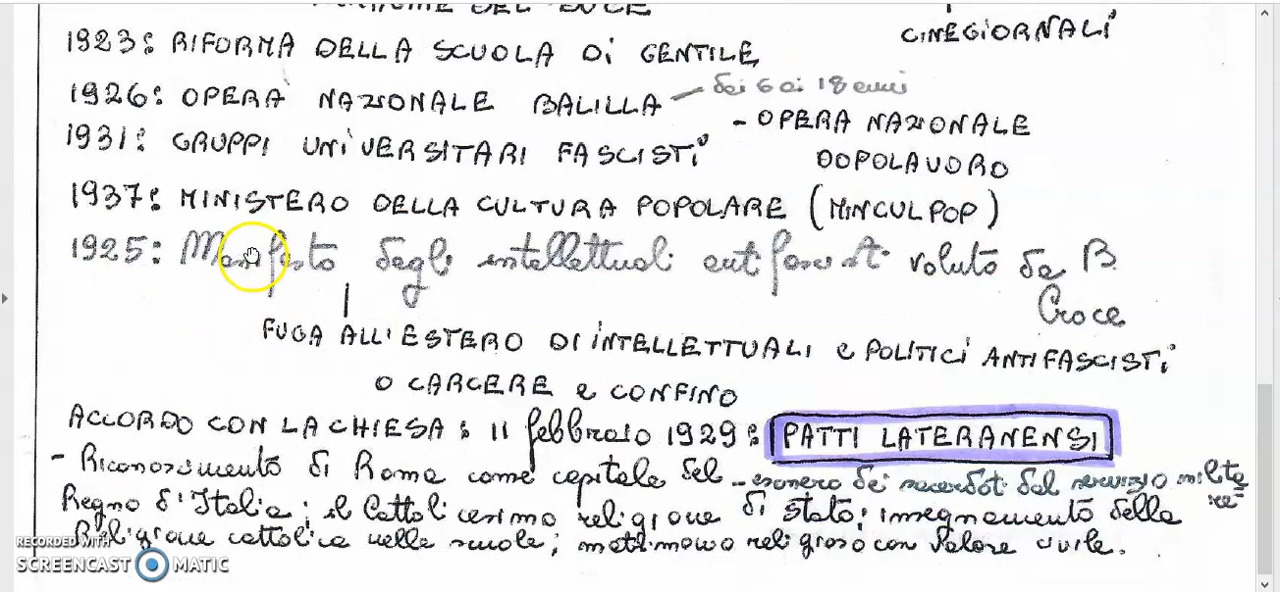 DEL DUCE
CINEGIORNALI
1923: RIFORMA DELLA SCUOLA DI GENTILE
1926: OPERA NAZIONALE BALILLA — dai 6 ai 18 anni
- OPERA NAZIONALE
DOPOLAVORO
1931: GRUPPI UNIVERSITARI FASCISTI
1937: MINISTERO DELLA CULTURA POPOLARE (MINCULPOP)
1925: Manifesto degli intellettuali antifascisti voluto da B
Croce
FUGA ALL'ESTERO DI INTELLETTUALI e POLITICI ANTIFASCISTI
O CARCERE e CONFINO
ACCORDO CON LA CHIESA: 11 febbraio 1929: PATTI LATERANENSI
- Riconoscimento di Roma come capitale del - esonero dei sacerdoti dal servizio militare
Regno d'Italia; il Cattolicesimo religione di stato; insegnamento della
Religione cattolica nelle scuole; matrimonio religioso con valore civile.
RECORDED WITH
SCREENCAST MATIC